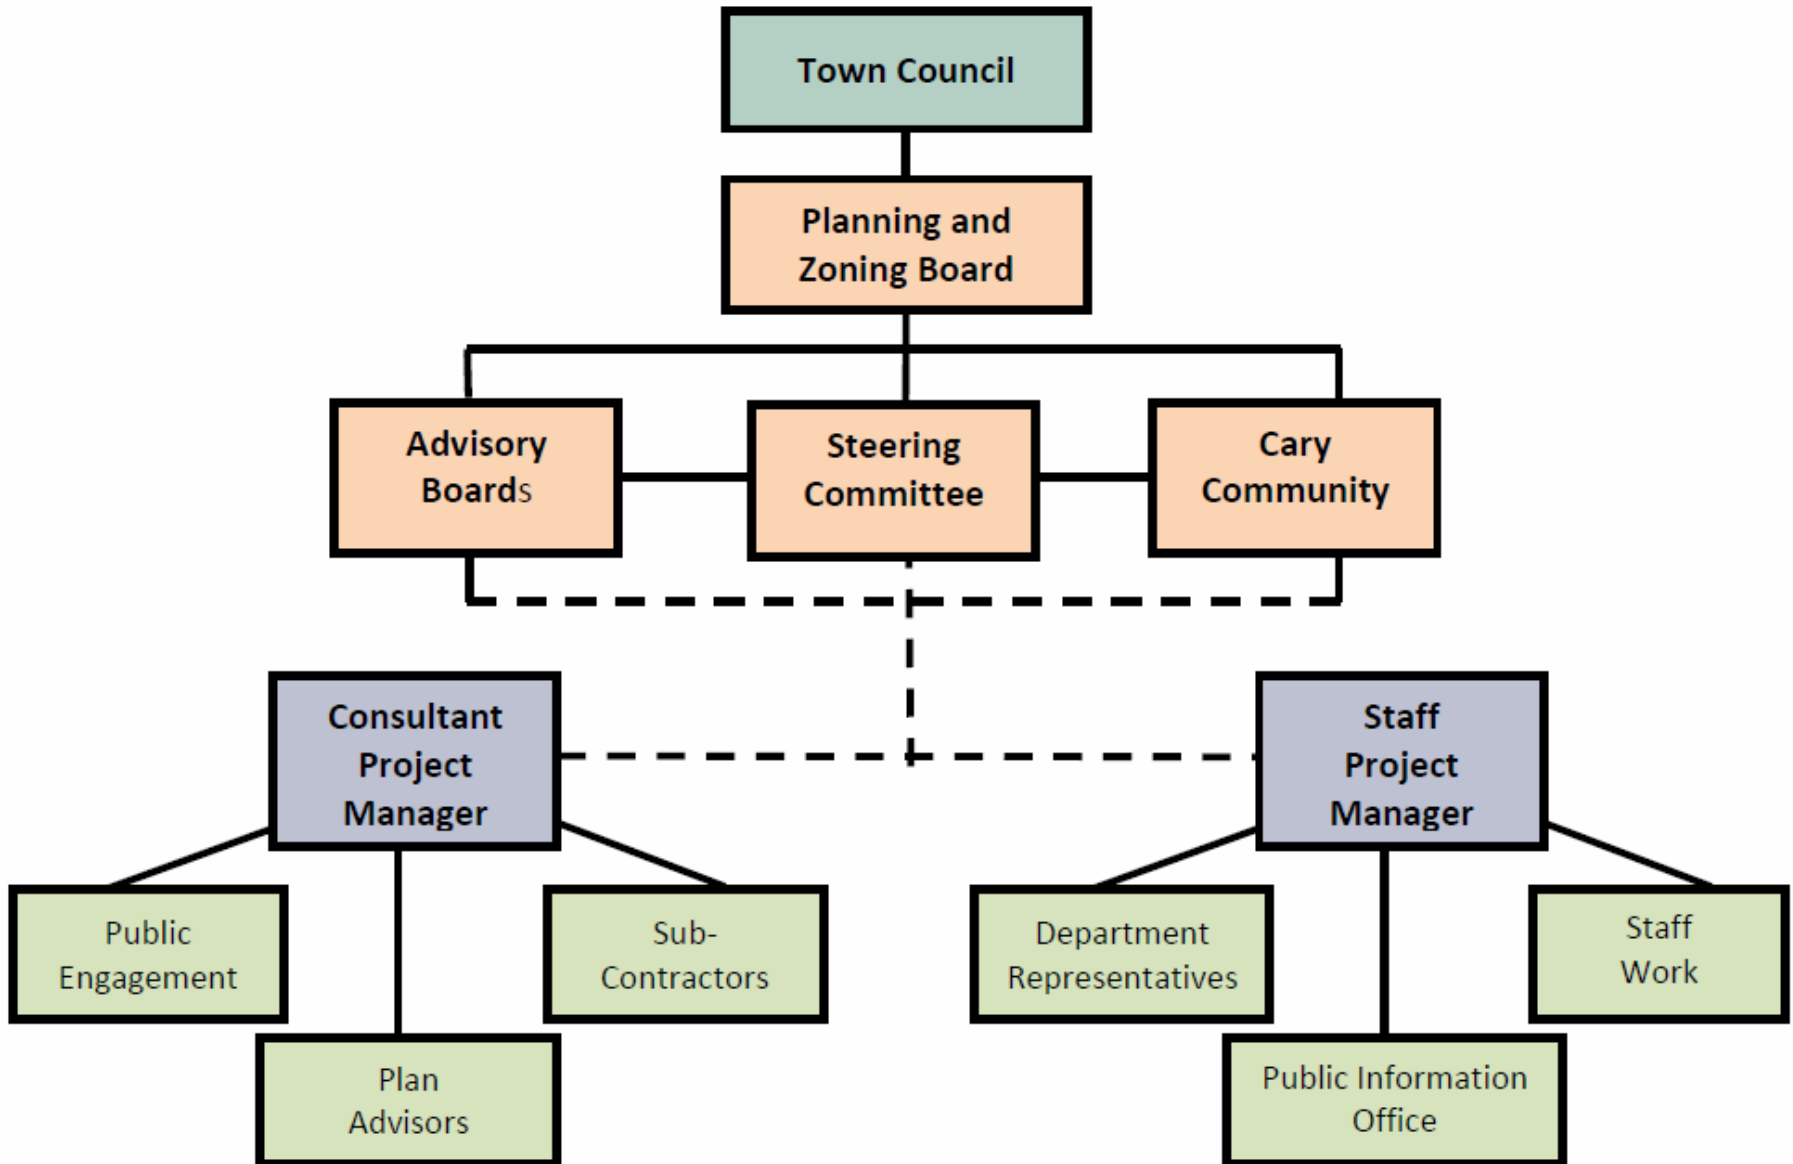 Town Council
Planning and
Zoning Board
Advisory
Boards
Steering
Committee
Cary
Community
Consultant
Project
Manager
Staff
Project
Manager
Public
Engagement
Sub-
Contractors
Department
Representatives
Staff
Work
Plan
Advisors
Public Information
Office